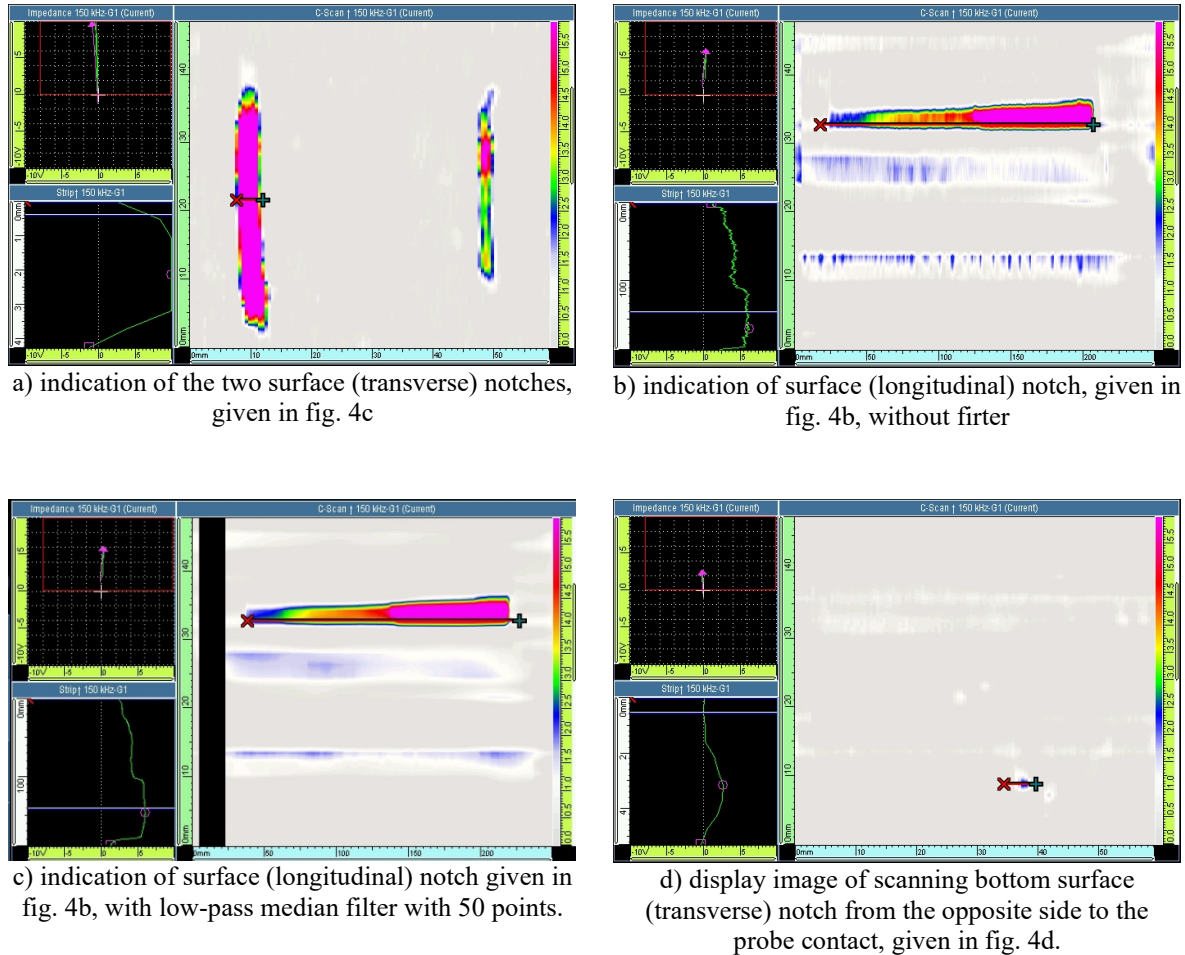 Impedance 150 kHz-G1 (Current)
C-Scan † 150 kHz-G1 (Current)
Strip† 150 kHz-G1
a) indication of the two surface (transverse) notches,
given in fig. 4c
Impedance 150 kHz-G1 (Current)
C-Scan † 150 kHz-G1 (Current)
Strip† 150 kHz-G1
b) indication of surface (longitudinal) notch, given in
fig. 4b, without firter
Impedance 150 kHz-G1 (Current)
C-Scan † 150 kHz-G1 (Current)
Strip† 150 kHz-G1
c) indication of surface (longitudinal) notch given in
fig. 4b, with low-pass median filter with 50 points.
Impedance 150 kHz-G1 (Current)
C-Scan † 150 kHz-G1 (Current)
Strip† 150 kHz-G1
d) display image of scanning bottom surface
(transverse) notch from the opposite side to the
probe contact, given in fig. 4d.